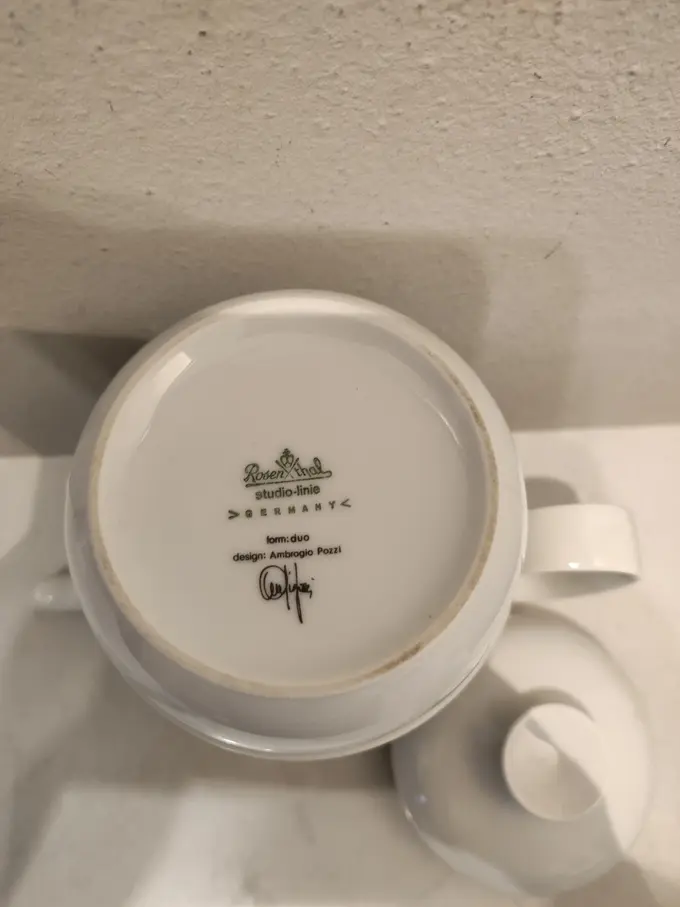 Rosenthal
studio-linie
>GERMANY<
form:duo
design: Ambrogio Pozzi